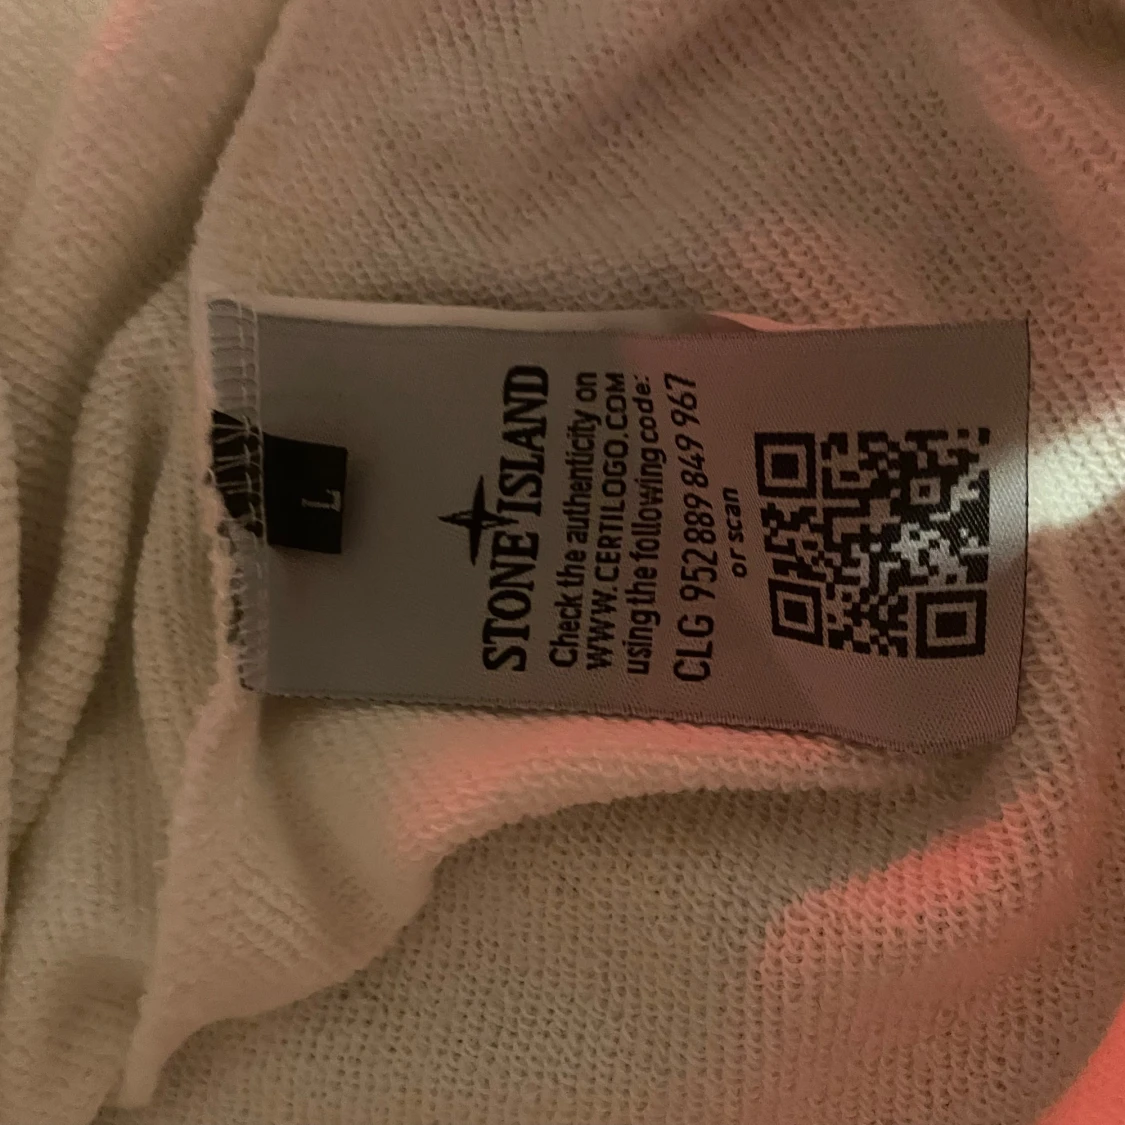 L
STONE ISLAND
Check the authenticity on
WWW.CERTILOGO.COM
using the following code:
CLG 952 889 849 967
or scan